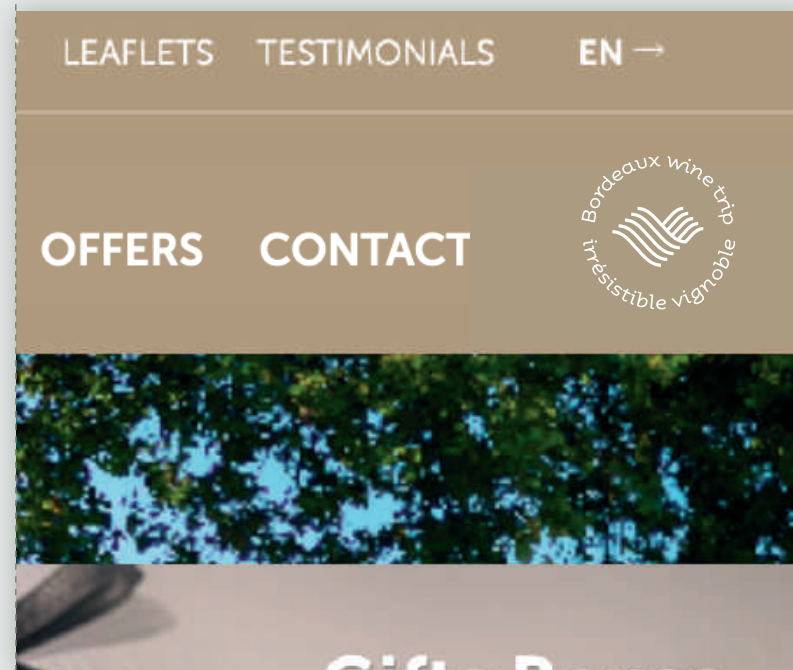 LEAFLETS TESTIMONIALS EN →
Bordeaux wine trip
irrésistible vignoble
OFFERS CONTACT